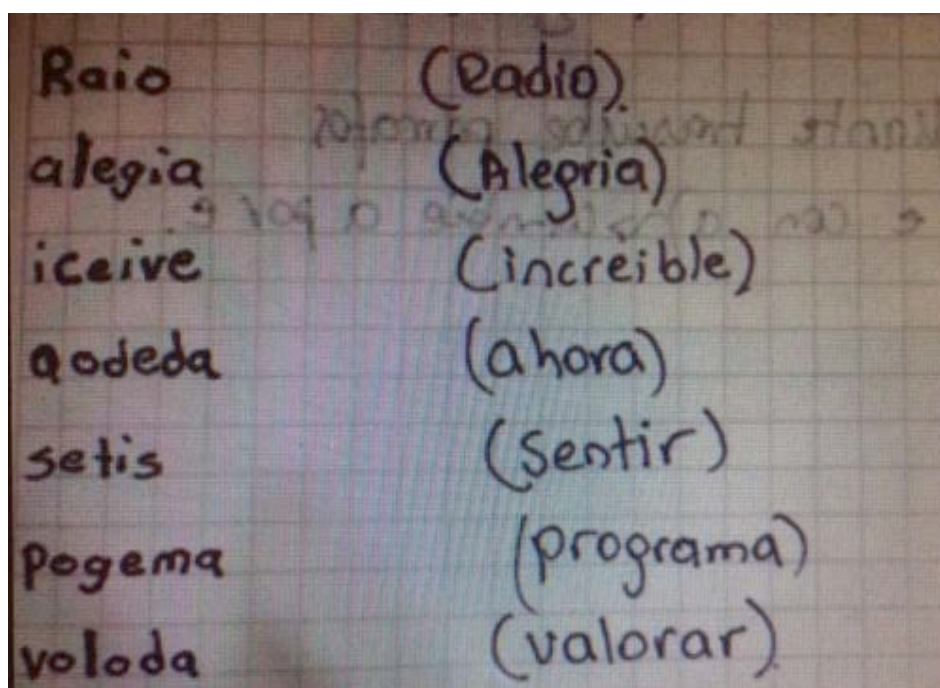 Raio (Radio)
alegia (Alegria)
iceive (increible)
aodeda (ahora)
setis (Sentir)
pogema (programa)
voloda (valorar)